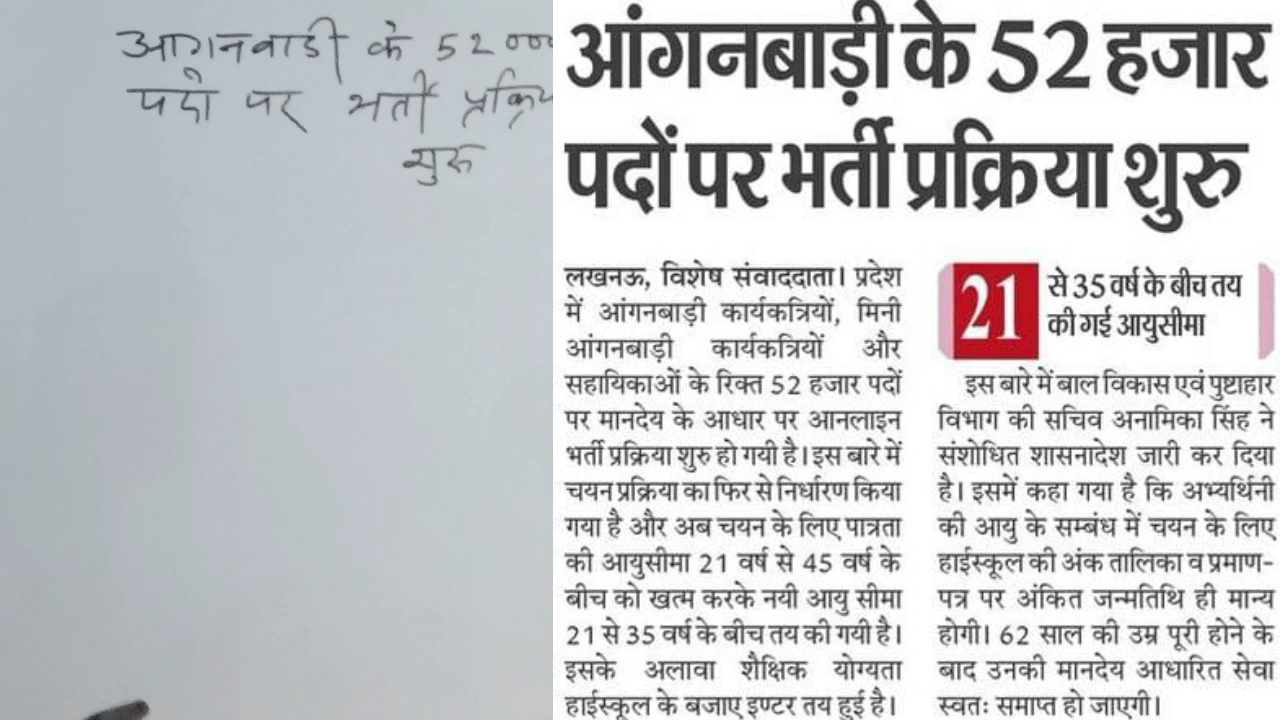 आगनवाडी के 52000
पदो पर भर्ती प्रक्रिया
शुरु
आंगनबाड़ी के 52 हजार
पदों पर भर्ती प्रक्रिया शुरु
लखनऊ, विशेष संवाददाता। प्रदेश
में आंगनबाड़ी कार्यकत्रियों, मिनी
आंगनबाड़ी कार्यकत्रियों और
सहायिकाओं के रिक्त 52 हजार पदों
पर मानदेय के आधार पर आनलाइन
भर्ती प्रक्रिया शुरु हो गयी है। इस बारे में
चयन प्रक्रिया का फिर से निर्धारण किया
गया है और अब चयन के लिए पात्रता
की आयुसीमा 21 वर्ष से 45 वर्ष के
बीच को खत्म करके नयी आयु सीमा
21 से 35 वर्ष के बीच तय की गयी है।
इसके अलावा शैक्षिक योग्यता
हाईस्कूल के बजाए इण्टर तय हुई है।
21 से 35 वर्ष के बीच तय
की गई आयुसीमा
इस बारे में बाल विकास एवं पुष्टाहार
विभाग की सचिव अनामिका सिंह ने
संशोधित शासनादेश जारी कर दिया
है। इसमें कहा गया है कि अभ्यर्थिनी
की आयु के सम्बंध में चयन के लिए
हाईस्कूल की अंक तालिका व प्रमाण-
पत्र पर अंकित जन्मतिथि ही मान्य
होगी। 62 साल की उम्र पूरी होने के
बाद उनकी मानदेय आधारित सेवा
स्वतः समाप्त हो जाएगी।